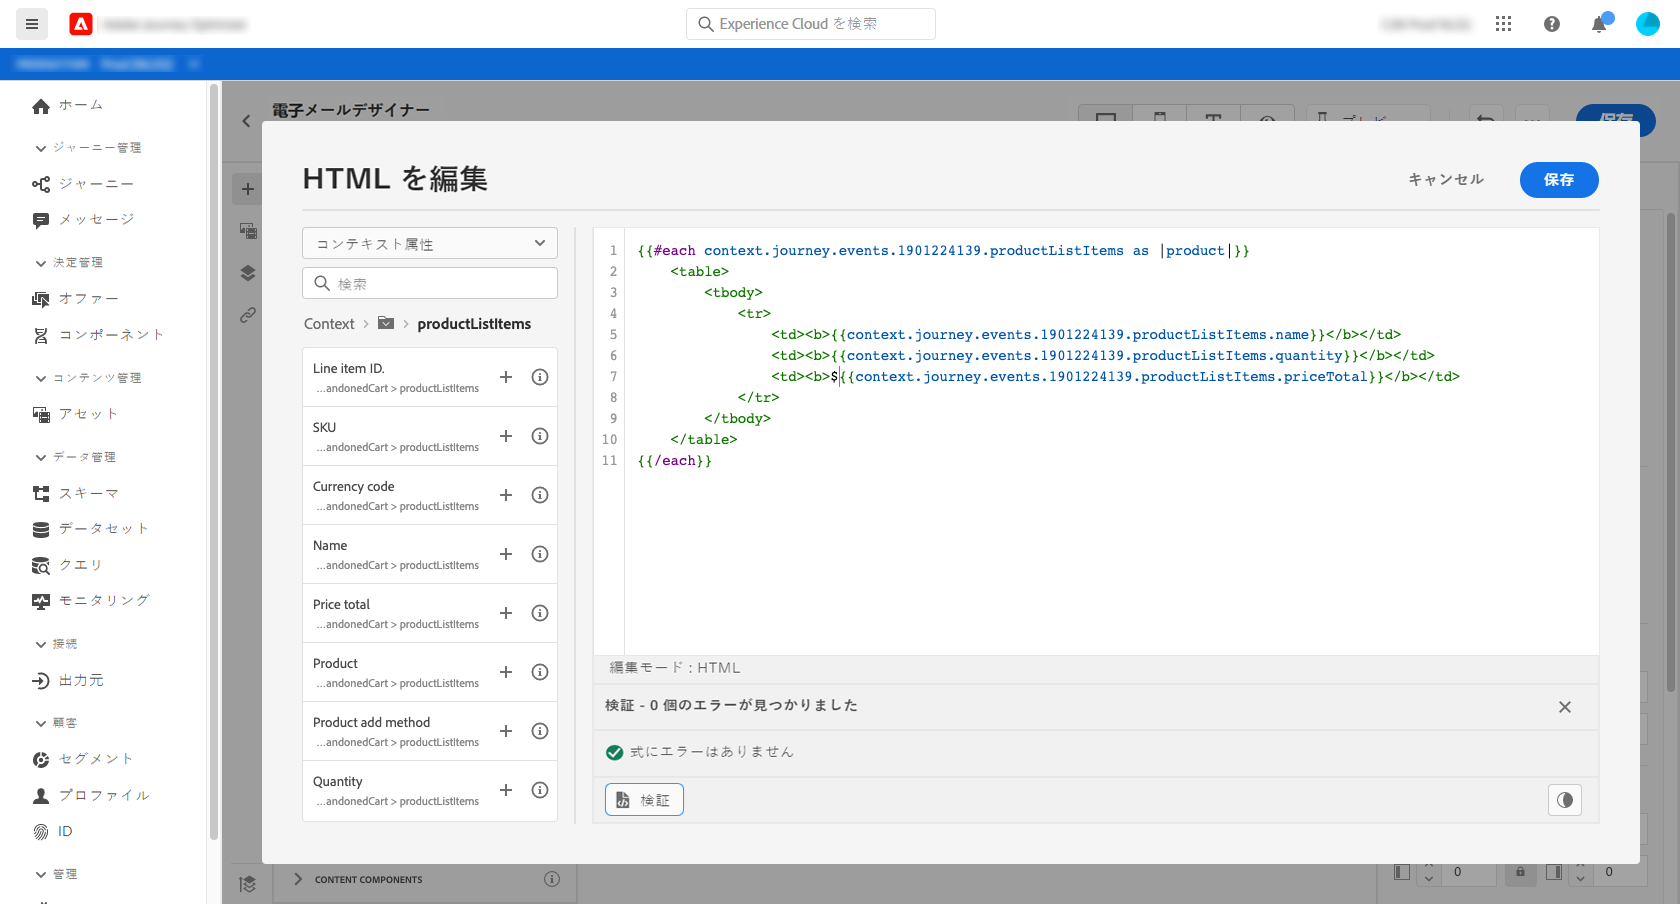 Experience Cloud を検索
ホーム
ジャーニー管理
ジャーニー
メッセージ
決定管理
オファー
コンポーネント
コンテンツ管理
アセット
データ管理
スキーマ
データセット
クエリ
モニタリング
接続
出力元
顧客
セグメント
プロファイル
ID
管理
電子メールデザイナー
保存
HTML を編集
キャンセル
保存
コンテキスト属性
検索
Context > productListItems
Line item ID.
...andonedCart > productListItems
SKU
...andonedCart > productListItems
Currency code
...andonedCart > productListItems
Name
...andonedCart > productListItems
Price total
...andonedCart > productListItems
Product
...andonedCart > productListItems
Product add method
...andonedCart > productListItems
Quantity
...andonedCart > productListItems
1 {{#each context.journey.events.1901224139.productListItems as |product|}}
2 <table>
3 <tbody>
4 <tr>
5 <td><b>{{context.journey.events.1901224139.productListItems.name}}</b></td>
6 <td><b>{{context.journey.events.1901224139.productListItems.quantity}}</b></td>
7 <td><b>${{context.journey.events.1901224139.productListItems.priceTotal}}</b></td>
8 </tr>
9 </tbody>
10 </table>
11 {{/each}}
編集モード : HTML
検証 - 0 個のエラーが見つかりました
式にエラーはありません
検証
CONTENT COMPONENTS
0
0